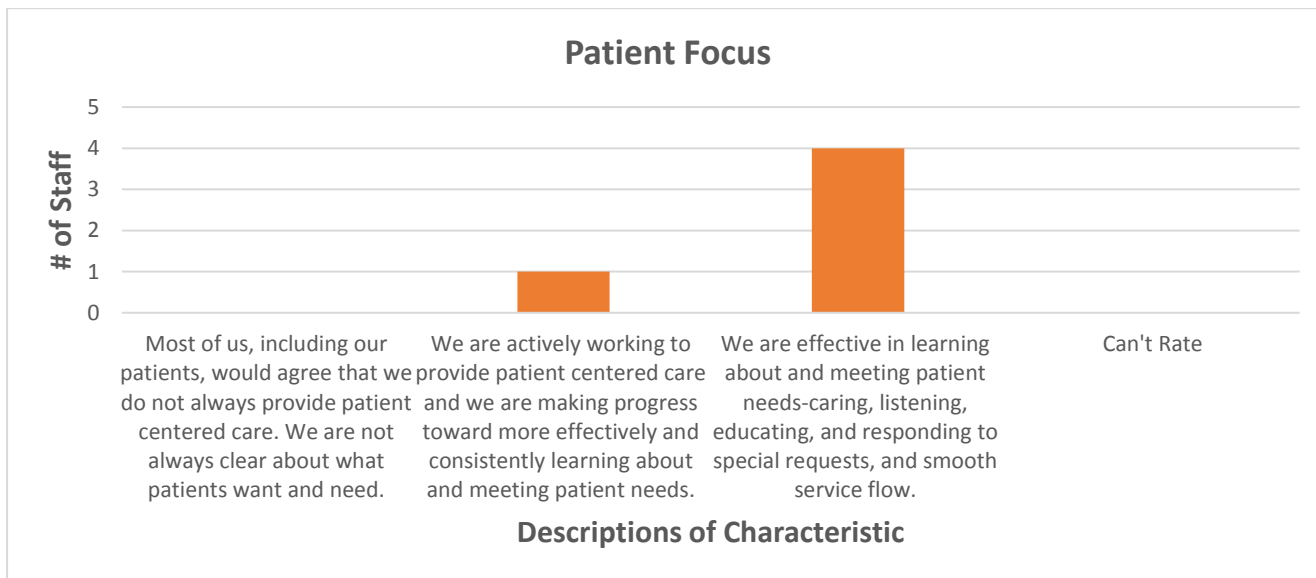 Patient Focus
# of Staff
5
4
3
2
1
0
Most of us, including our
patients, would agree that we
do not always provide patient
centered care. We are not
always clear about what
patients want and need.
We are actively working to
provide patient centered care
and we are making progress
toward more effectively and
consistently learning about
and meeting patient needs.
We are effective in learning
about and meeting patient
needs-caring, listening,
educating, and responding to
special requests, and smooth
service flow.
Can't Rate
Descriptions of Characteristic